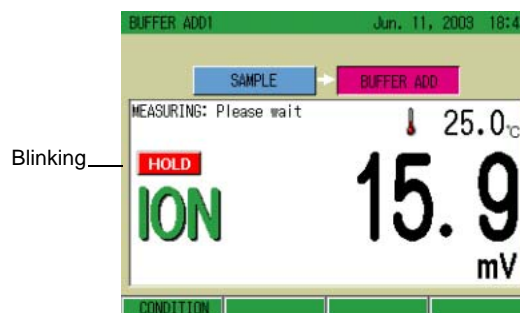 BUFFER ADD1 Jun. 11, 2003 18:4
SAMPLE BUFFER ADD
MEASURING: Please wait
25.0℃
Blinking
HOLD
ION 15.9
mV
CONDITION